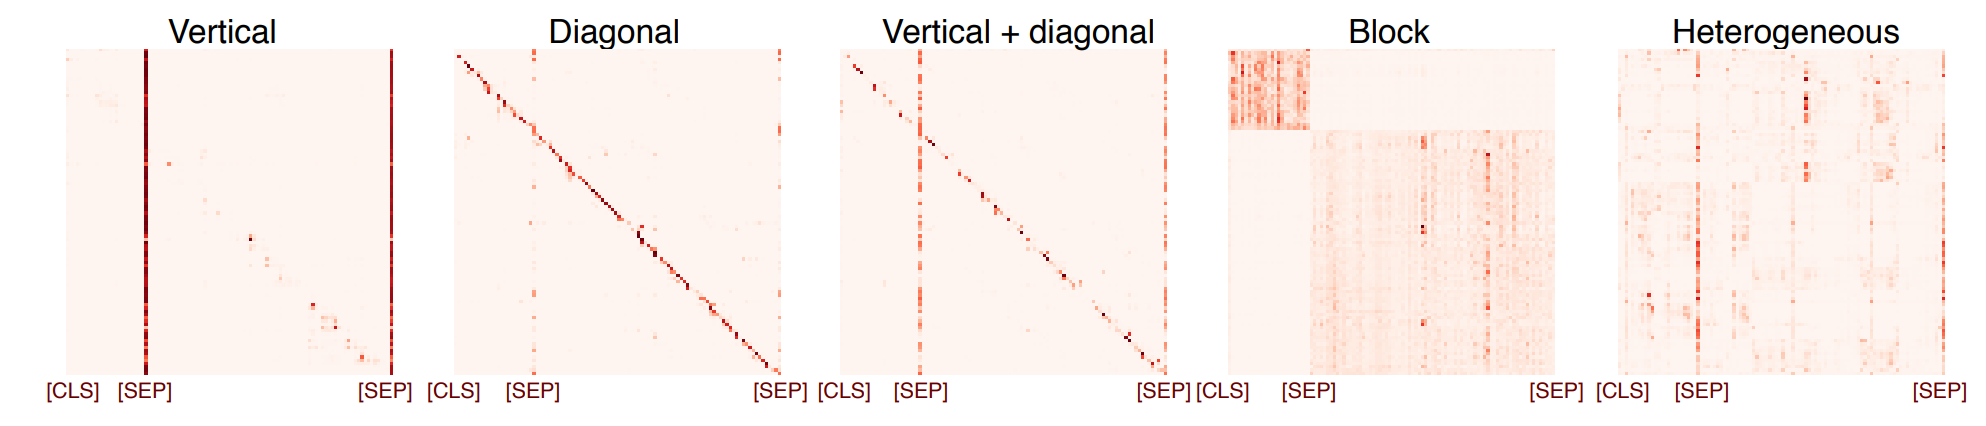 Vertical
Diagonal
Vertical + diagonal
Block
Heterogeneous
[CLS] [SEP] [SEP]
[CLS] [SEP] [SEP]
[CLS] [SEP] [SEP]
[CLS] [SEP] [SEP]
[CLS] [SEP] [SEP]